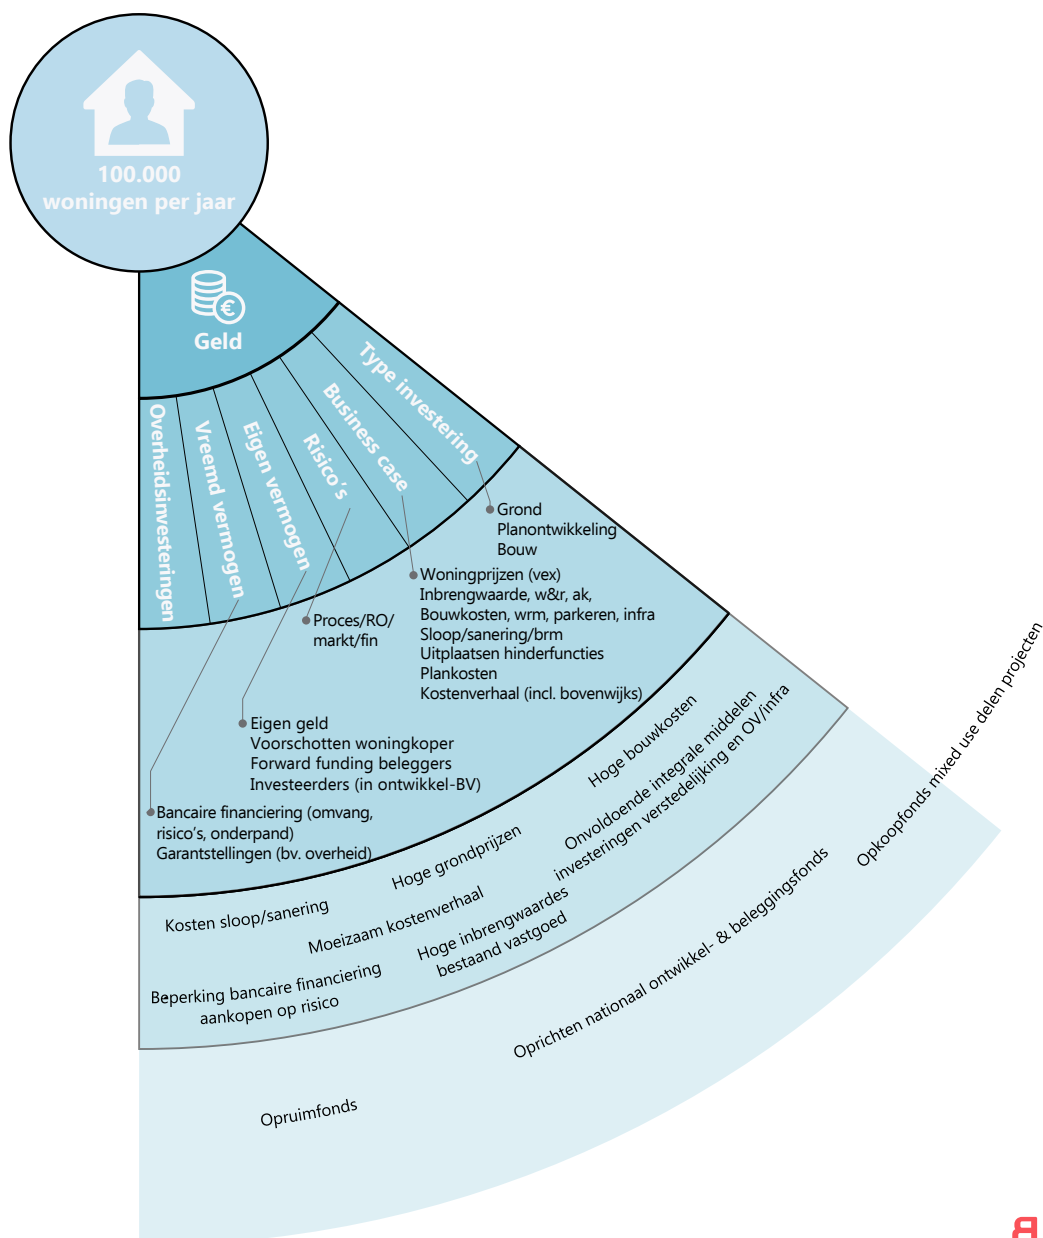 100.000
woningen per jaar
Geld
Overheidsinvesteringen
Vreemd vermogen
Eigen vermogen
Risico's
Business case
Type investering
Grond
Planontwikkeling
Bouw
Woningprijzen (vex)
Inbrengwaarde, w&r, ak,
Bouwkosten, wrm, parkeren, infra
Sloop/sanering/brm
Uitplaatsen hinderfuncties
Plankosten
Kostenverhaal (incl. bovenwijks)
Proces/RO/
markt/fin
Eigen geld
Voorschotten woningkoper
Forward funding beleggers
Investeerders (in ontwikkel-BV)
Bancaire financiering (omvang,
risico's, onderpand)
Garantstellingen (bv. overheid)
Kosten sloop/sanering
Hoge grondprijzen
Hoge bouwkosten
Beperking bancaire financiering
aankopen op risico
Moeizaam kostenverhaal
Hoge inbrengwaardes
bestaand vastgoed
Onvoldoende integrale middelen
investeringen verstedelijking en OV/infra
Opruimfonds
Oprichten nationaal ontwikkel- & beleggingsfonds
Opkoopfonds mixed use delen projecten